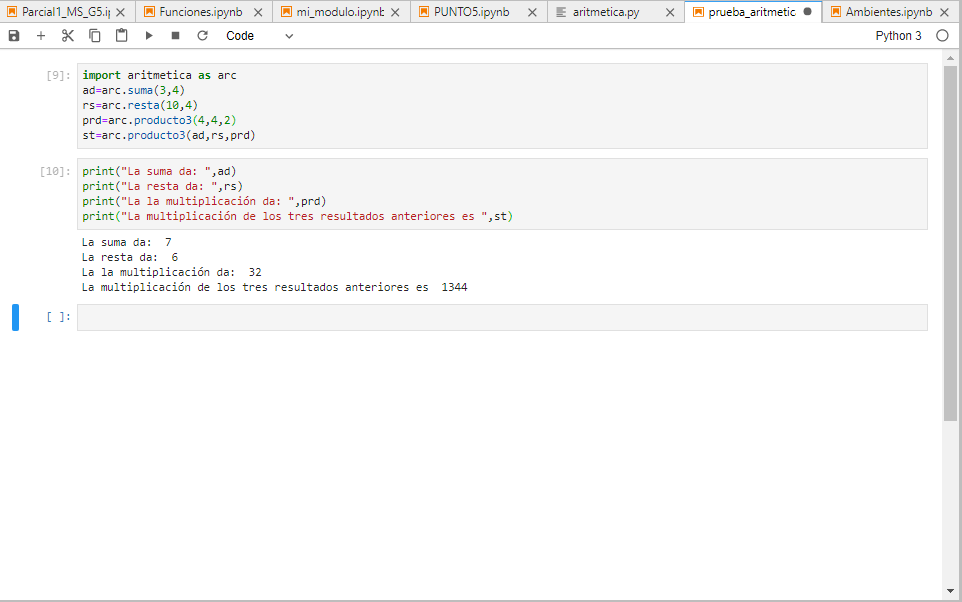 Parcial1_MS_G5.ip
Funciones.ipynb
mi_modulo.ipynb
PUNTO5.ipynb
aritmetica.py
prueba_aritmetic
Ambientes.ipynb
Code
Python 3
[9]:
import aritmetica as arc
ad=arc.suma(3,4)
rs=arc.resta(10,4)
prd=arc.producto3(4,4,2)
st=arc.producto3(ad,rs,prd)
[10]:
print("La suma da: ",ad)
print("La resta da: ",rs)
print("La la multiplicación da: ",prd)
print("La multiplicación de los tres resultados anteriores es ",st)
La suma da:  7
La resta da:  6
La la multiplicación da:  32
La multiplicación de los tres resultados anteriores es  1344
[ ]: